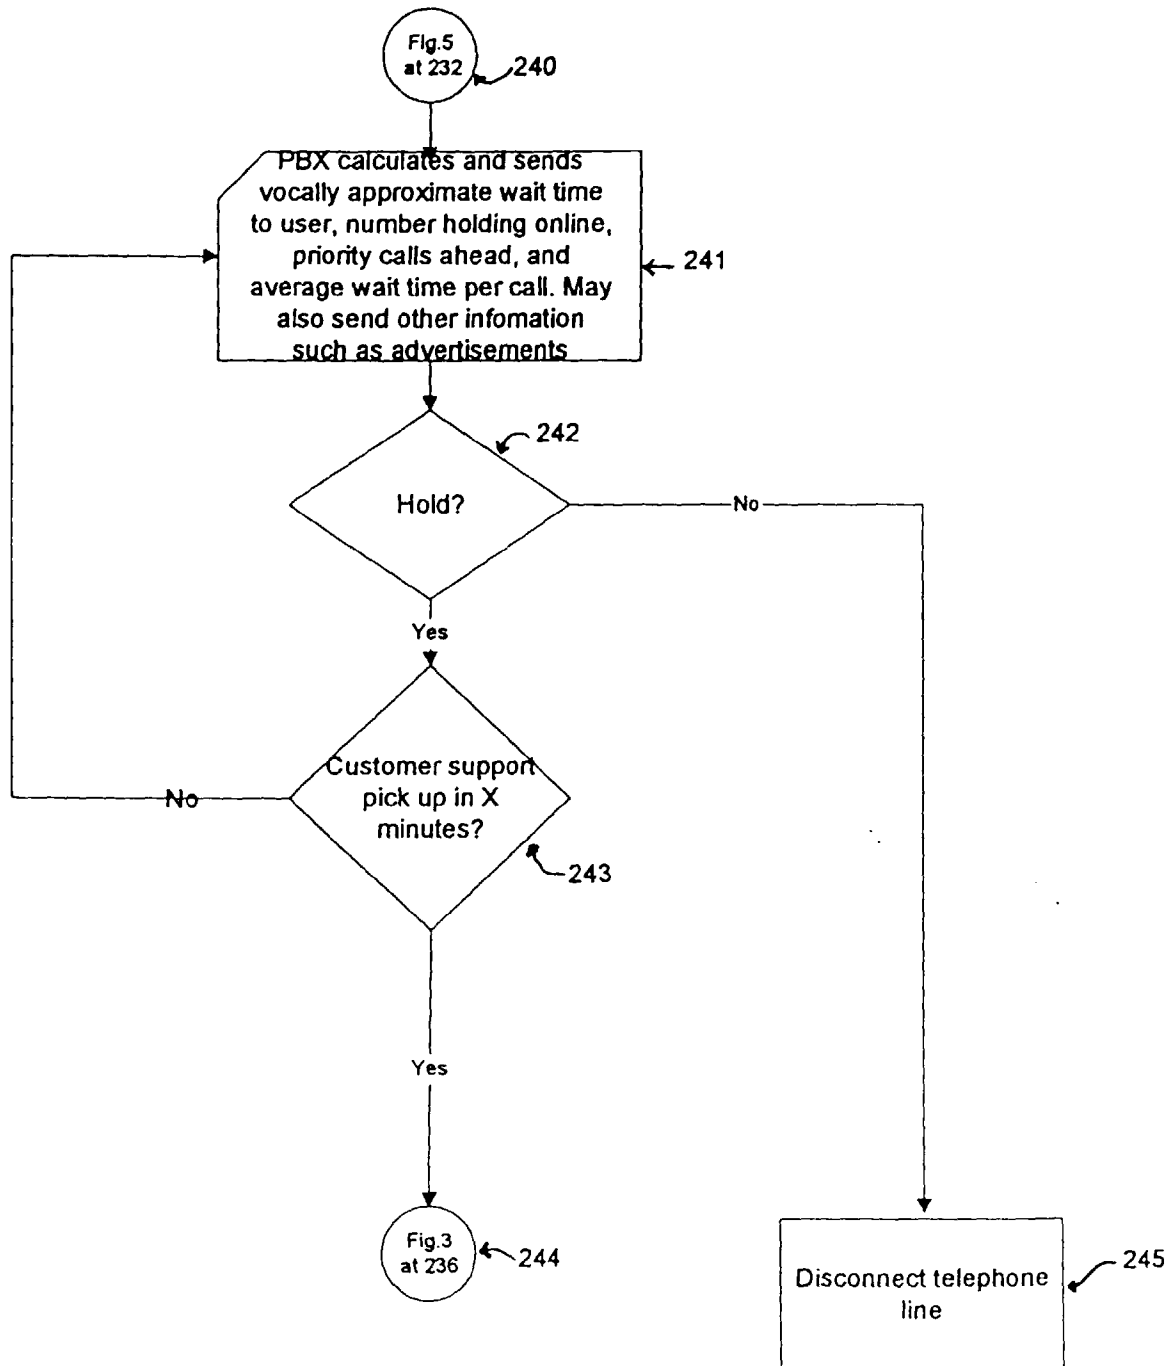 Fig.5
at 232
240
PBX calculates and sends
vocally approximate wait time
to user, number holding online,
priority calls ahead, and
average wait time per call. May
also send other infomation
such as advertisements
241
242
Hold?
No
Yes
Customer support
pick up in X
minutes?
No
243
Yes
Fig.3
at 236
244
Disconnect telephone
line
245